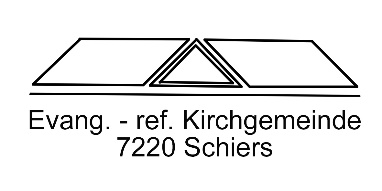 Evang. - ref. Kirchgemeinde
7220 Schiers